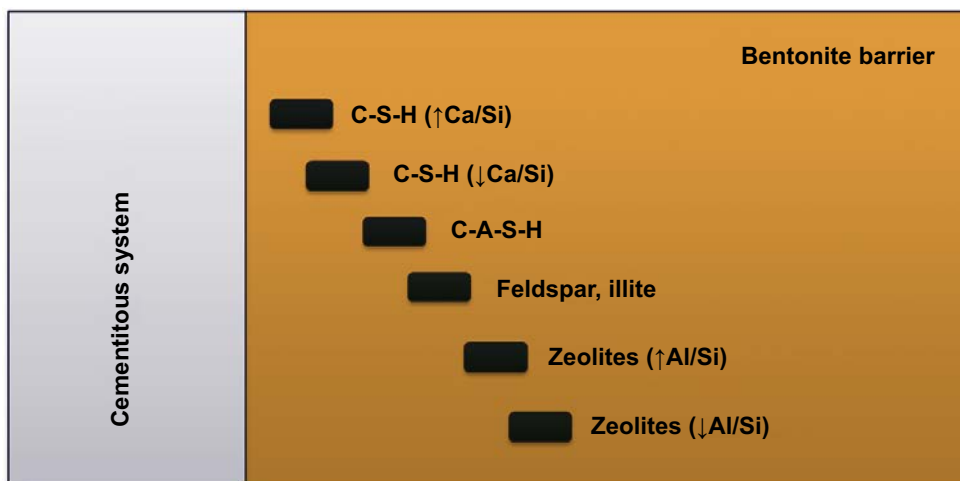 Bentonite barrier
C-S-H (↑Ca/Si)
C-S-H (↓Ca/Si)
C-A-S-H
Feldspar, illite
Zeolites (↑Al/Si)
Zeolites (↓Al/Si)
Cementitous system